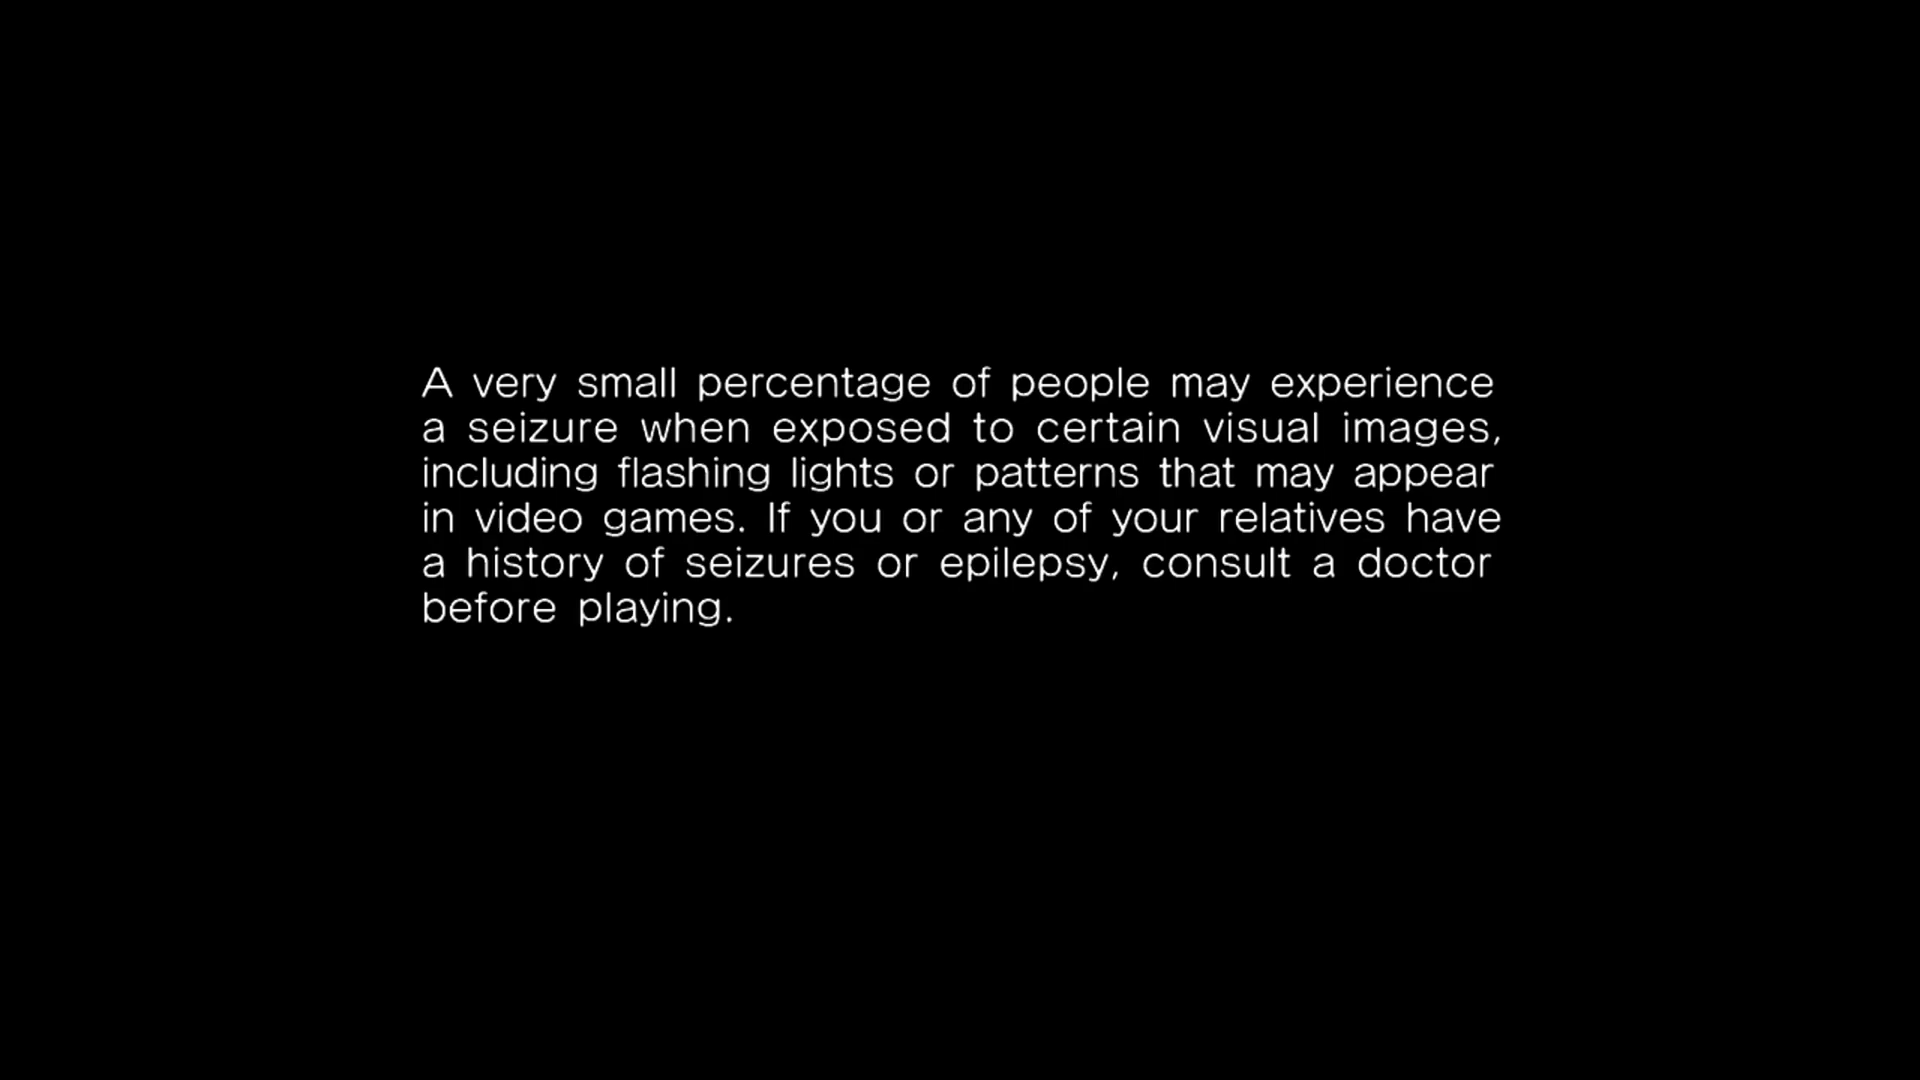 A very small percentage of people may experience
a seizure when exposed to certain visual images,
including flashing lights or patterns that may appear
in video games. If you or any of your relatives have
a history of seizures or epilepsy, consult a doctor
before playing.